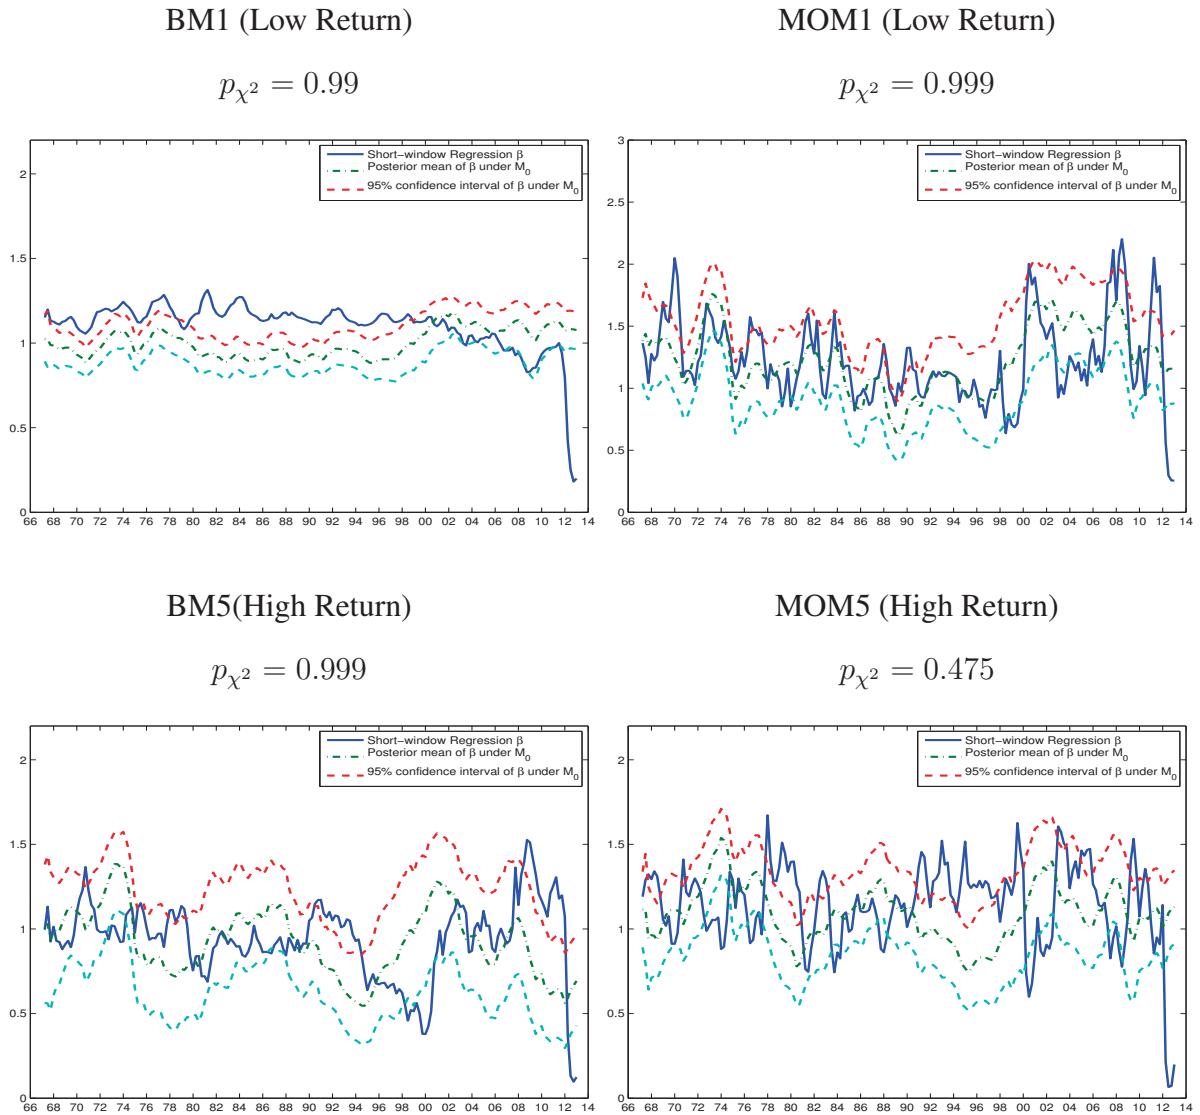 BM1 (Low Return)
pχ² = 0.99
2
1.5
1
0.5
0
66 68 70 72 74 76 78 80 82 84 86 88 90 92 94 96 98 00 02 04 06 08 10 12 14
Short−window Regression β
Posterior mean of β under M0
95% confidence interval of β under M0
MOM1 (Low Return)
pχ² = 0.999
3
2.5
2
1.5
1
0.5
0
66 68 70 72 74 76 78 80 82 84 86 88 90 92 94 96 98 00 02 04 06 08 10 12 14
Short−window Regression β
Posterior mean of β under M0
95% confidence interval of β under M0
BM5(High Return)
pχ² = 0.999
2
1.5
1
0.5
0
66 68 70 72 74 76 78 80 82 84 86 88 90 92 94 96 98 00 02 04 06 08 10 12 14
Short−window Regression β
Posterior mean of β under M0
95% confidence interval of β under M0
MOM5 (High Return)
pχ² = 0.475
2
1.5
1
0.5
0
66 68 70 72 74 76 78 80 82 84 86 88 90 92 94 96 98 00 02 04 06 08 10 12 14
Short−window Regression β
Posterior mean of β under M0
95% confidence interval of β under M0